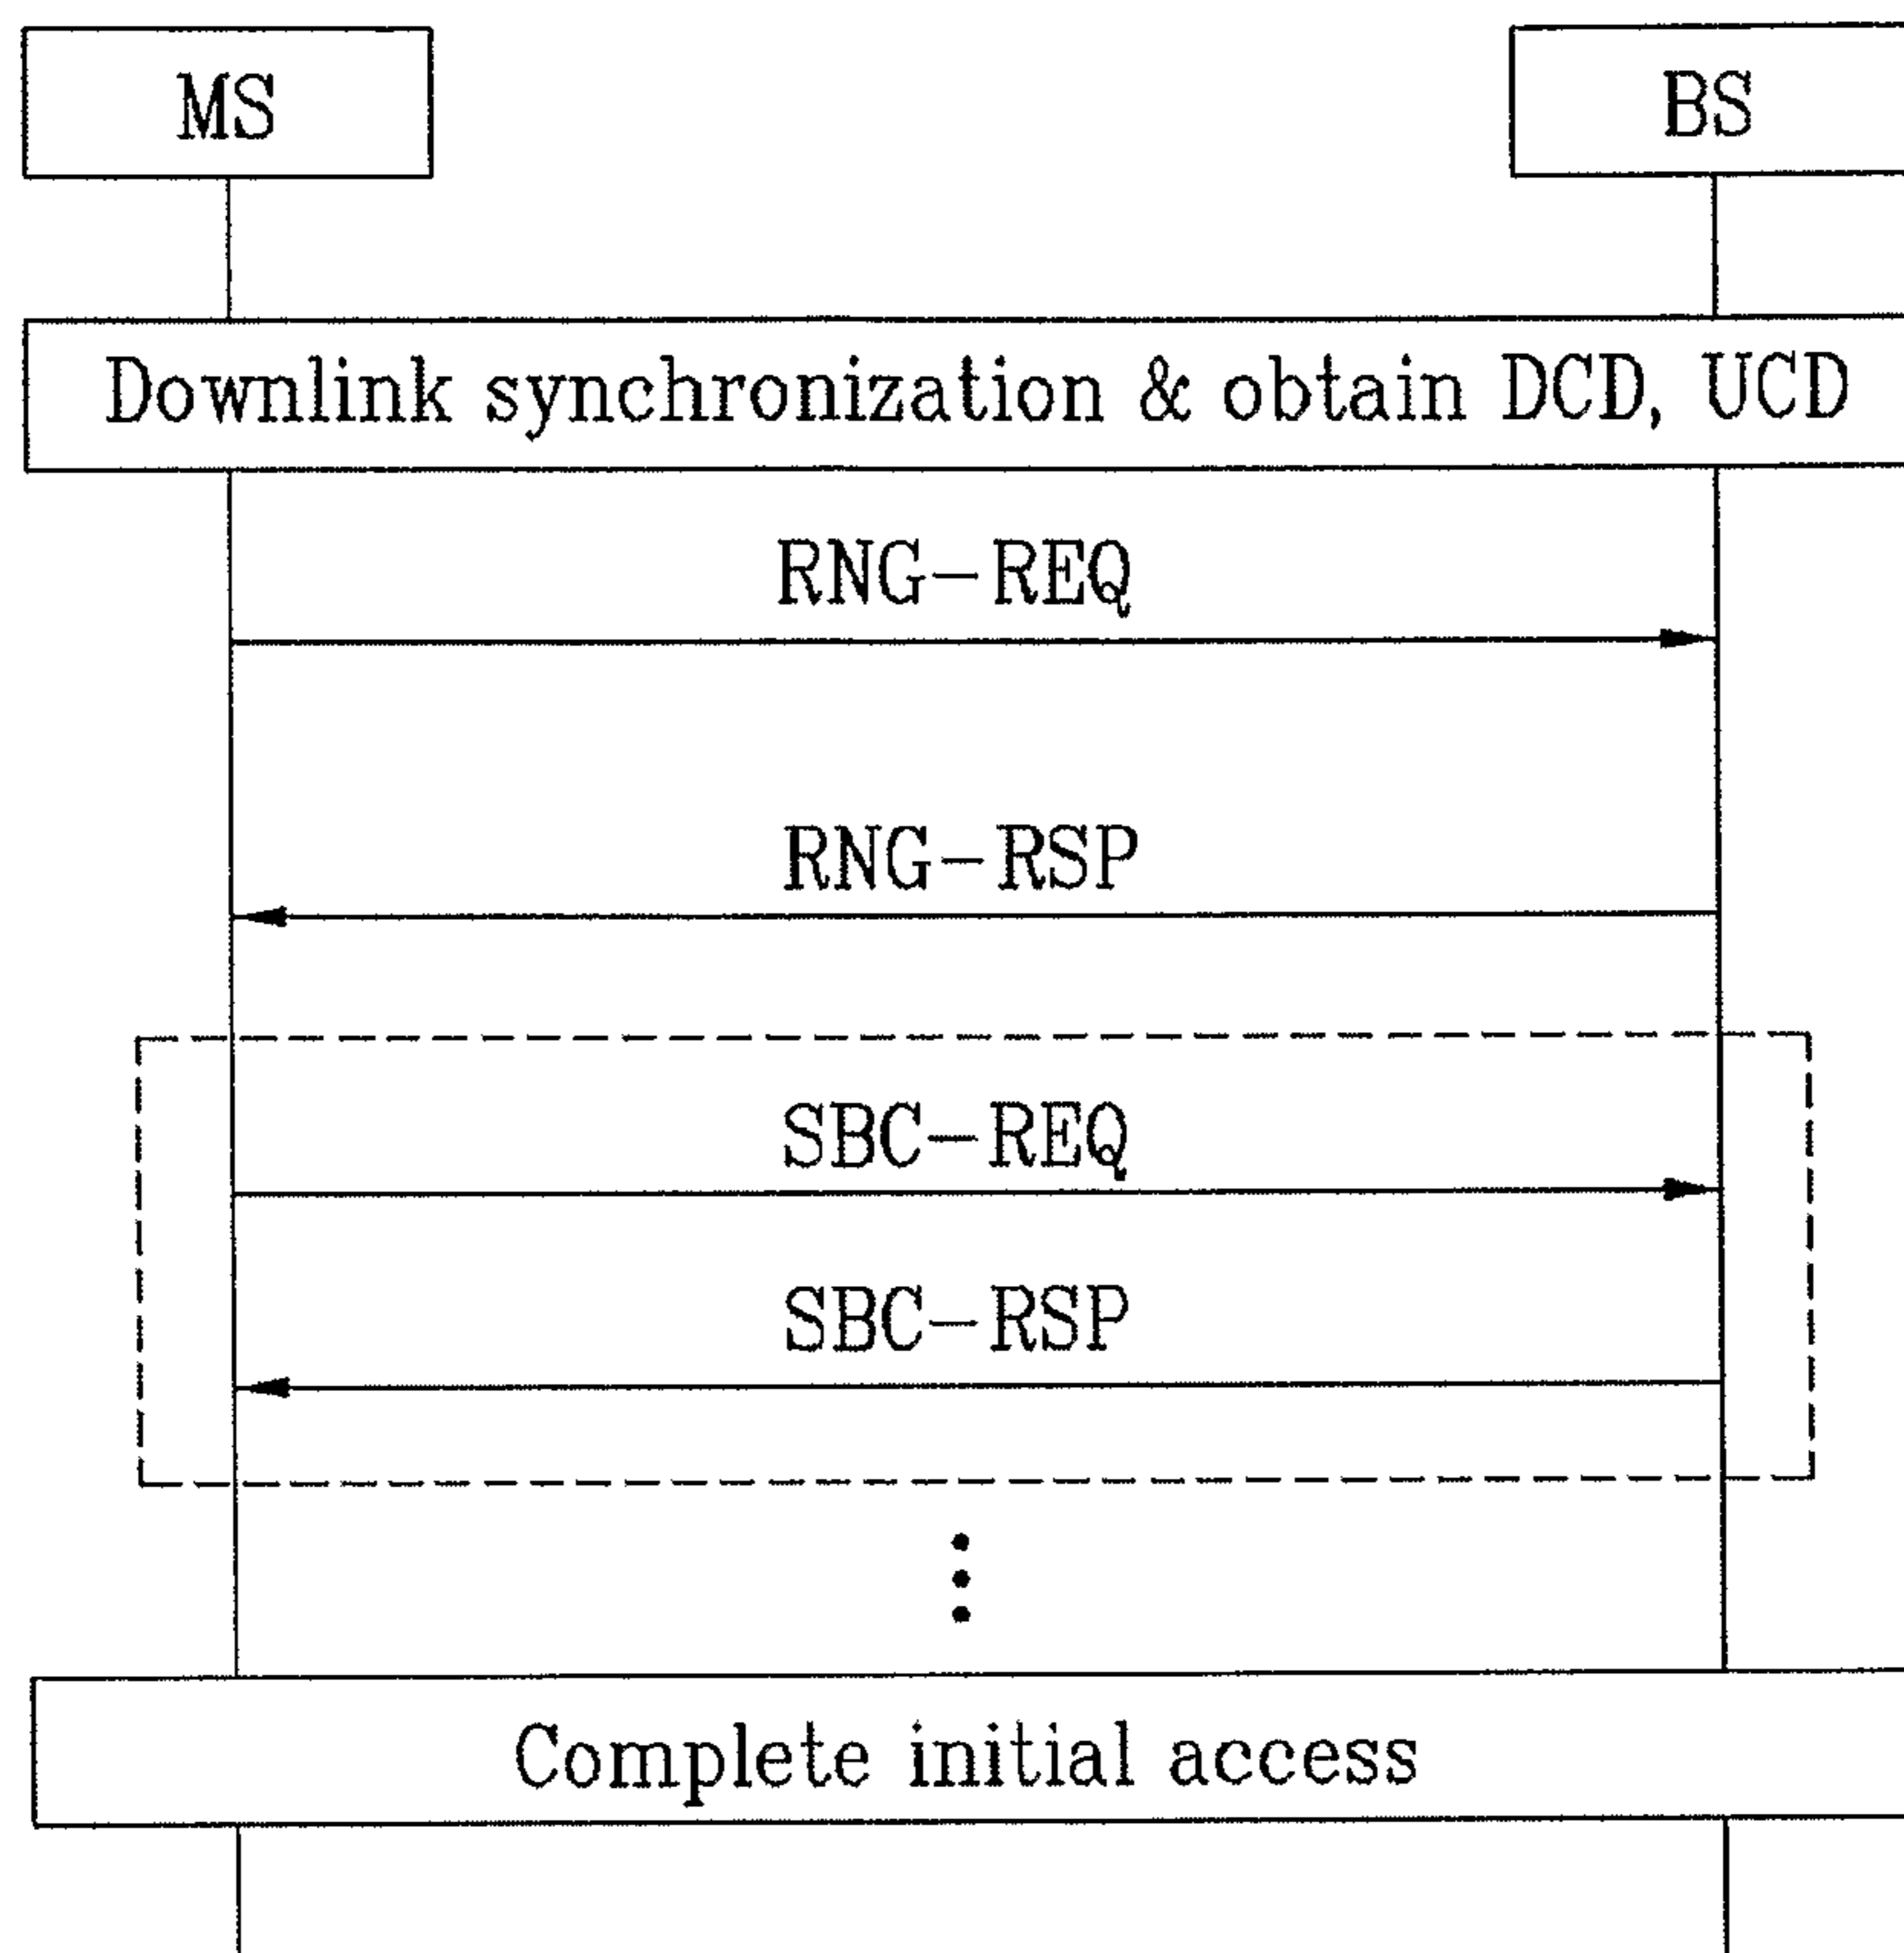 MS
BS
Downlink synchronization & obtain DCD, UCD
RNG-REQ
RNG-RSP
SBC-REQ
SBC-RSP
Complete initial access